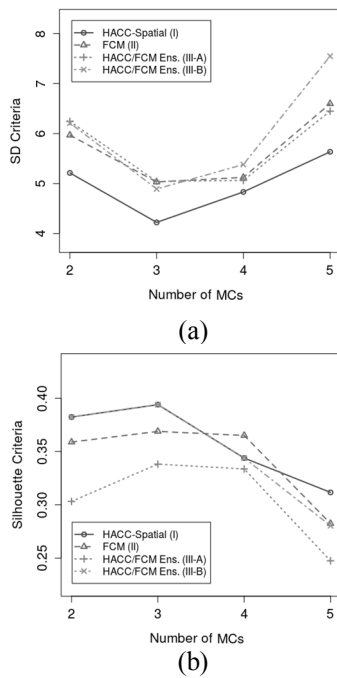 8
7
6
5
4
SD Criteria
HACC-Spatial (I)
FCM (II)
HACC/FCM Ens. (III-A)
HACC/FCM Ens. (III-B)
2 3 4 5
Number of MCs
(a)
0.40
0.35
0.30
0.25
Silhouette Criteria
HACC-Spatial (I)
FCM (II)
HACC/FCM Ens. (III-A)
HACC/FCM Ens. (III-B)
2 3 4 5
Number of MCs
(b)